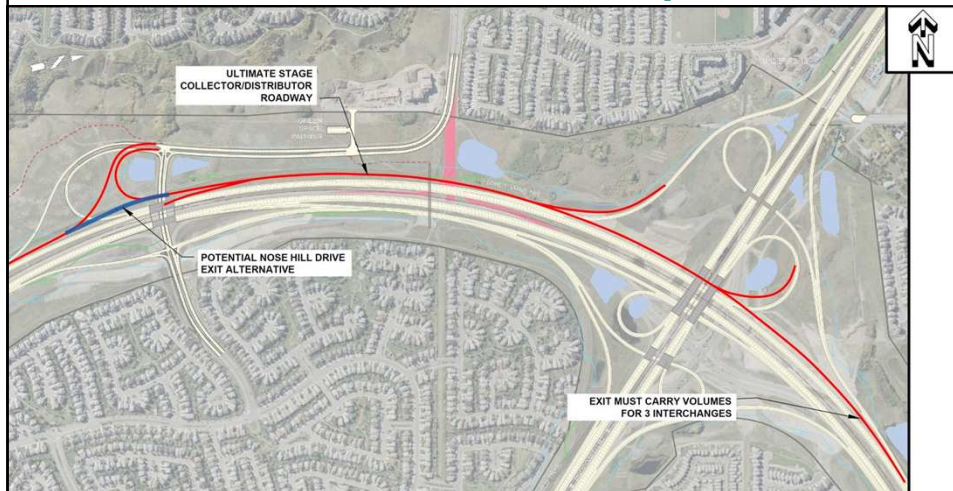 N
ULTIMATE STAGE
COLLECTOR/DISTRIBUTOR
ROADWAY
POTENTIAL NOSE HILL DRIVE
EXIT ALTERNATIVE
EXIT MUST CARRY VOLUMES
FOR 3 INTERCHANGES